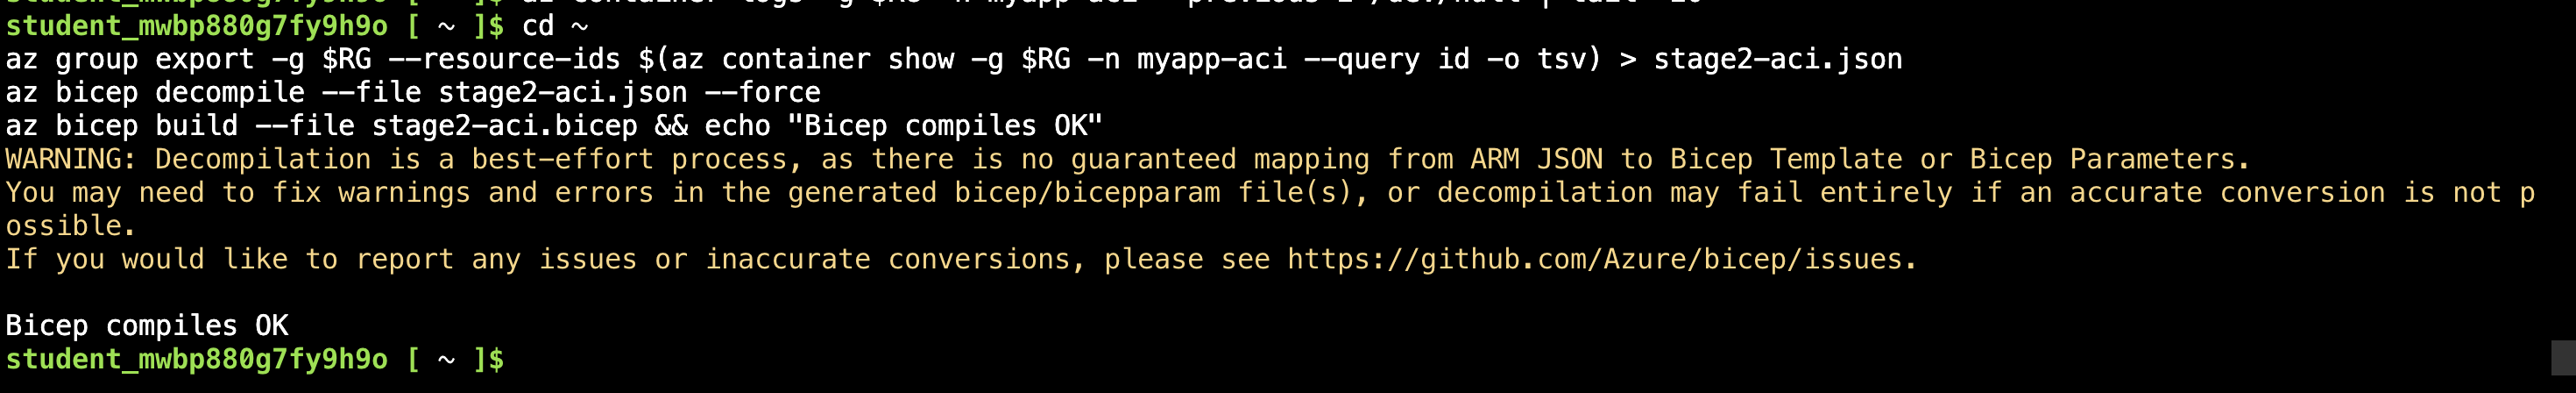 student_mwbp880g7fy9h9o [ ~ ]$ cd ~
az group export -g $RG --resource-ids $(az container show -g $RG -n myapp-aci --query id -o tsv) > stage2-aci.json
az bicep decompile --file stage2-aci.json --force
az bicep build --file stage2-aci.bicep && echo "Bicep compiles OK"
WARNING: Decompilation is a best-effort process, as there is no guaranteed mapping from ARM JSON to Bicep Template or Bicep Parameters.
You may need to fix warnings and errors in the generated bicep/bicepparam file(s), or decompilation may fail entirely if an accurate conversion is not p
ossible.
If you would like to report any issues or inaccurate conversions, please see https://github.com/Azure/bicep/issues.
Bicep compiles OK
student_mwbp880g7fy9h9o [ ~ ]$